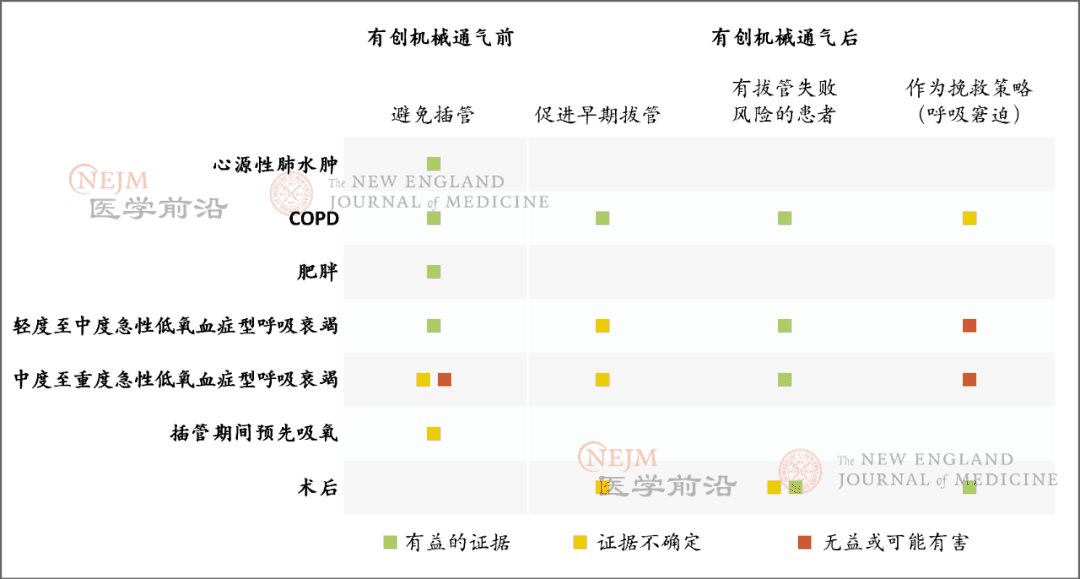 有创机械通气前
有创机械通气后
避免插管
促进早期拔管
有拔管失败
风险的患者
作为挽救策略
（呼吸窘迫）
心源性肺水肿
NEJM
医学前沿
The NEW ENGLAND
JOURNAL of MEDICINE
COPD
肥胖
轻度至中度急性低氧血症型呼吸衰竭
中度至重度急性低氧血症型呼吸衰竭
插管期间预先吸氧
术后
NEJM
医学前沿
The NEW ENGLAND
JOURNAL of MEDICINE
有益的证据
证据不确定
无益或可能有害